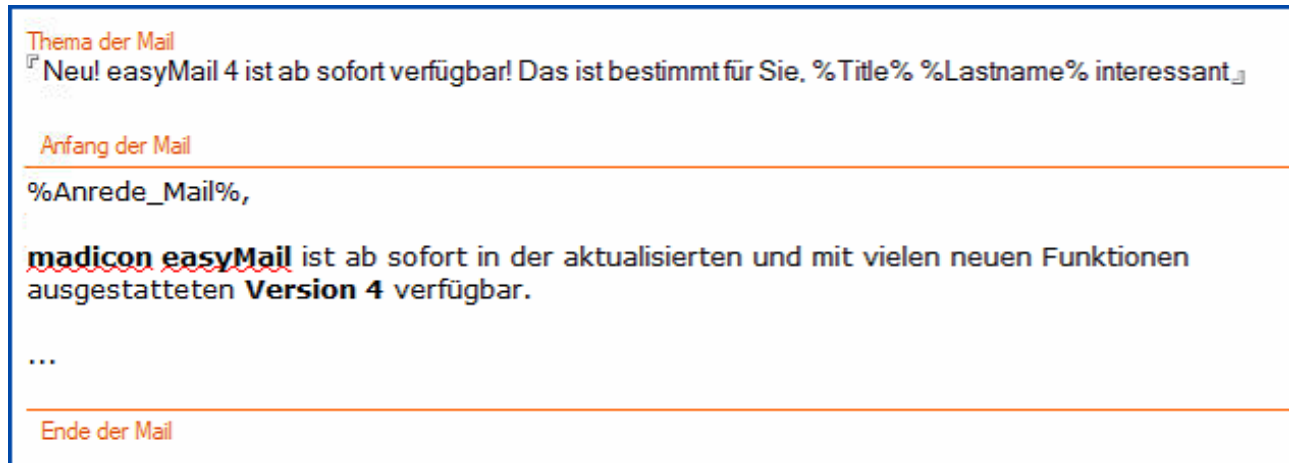 Thema der Mail
『Neu! easyMail 4 ist ab sofort verfügbar! Das ist bestimmt für Sie, %Title% %Lastname% interessant』
Anfang der Mail
%Anrede_Mail%,
madicon easyMail ist ab sofort in der aktualisierten und mit vielen neuen Funktionen
ausgestatteten Version 4 verfügbar.
...
Ende der Mail